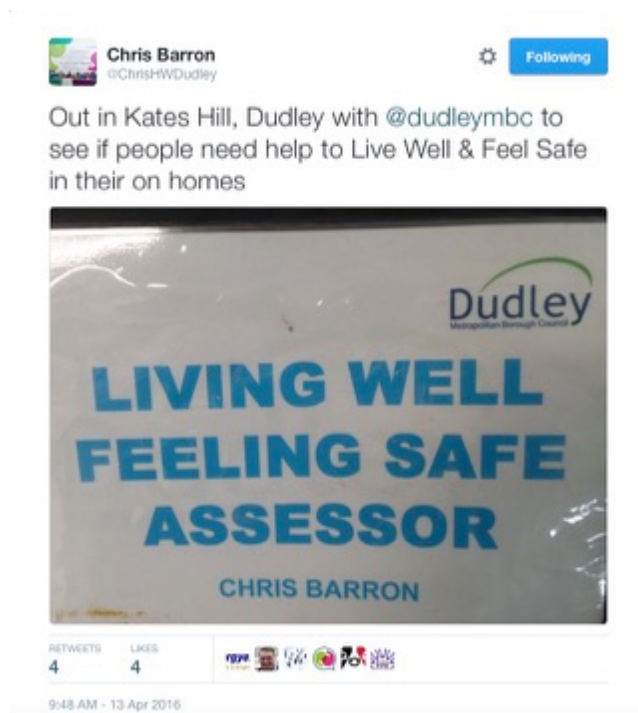 Chris Barron
@ChrisHWDudley
Following
Out in Kates Hill, Dudley with @dudleymbc to
see if people need help to Live Well & Feel Safe
in their on homes
Dudley
Metropolitan Borough Council
LIVING WELL
FEELING SAFE
ASSESSOR
CHRIS BARRON
RETWEETS LIKES
4 4
9:48 AM - 13 Apr 2016